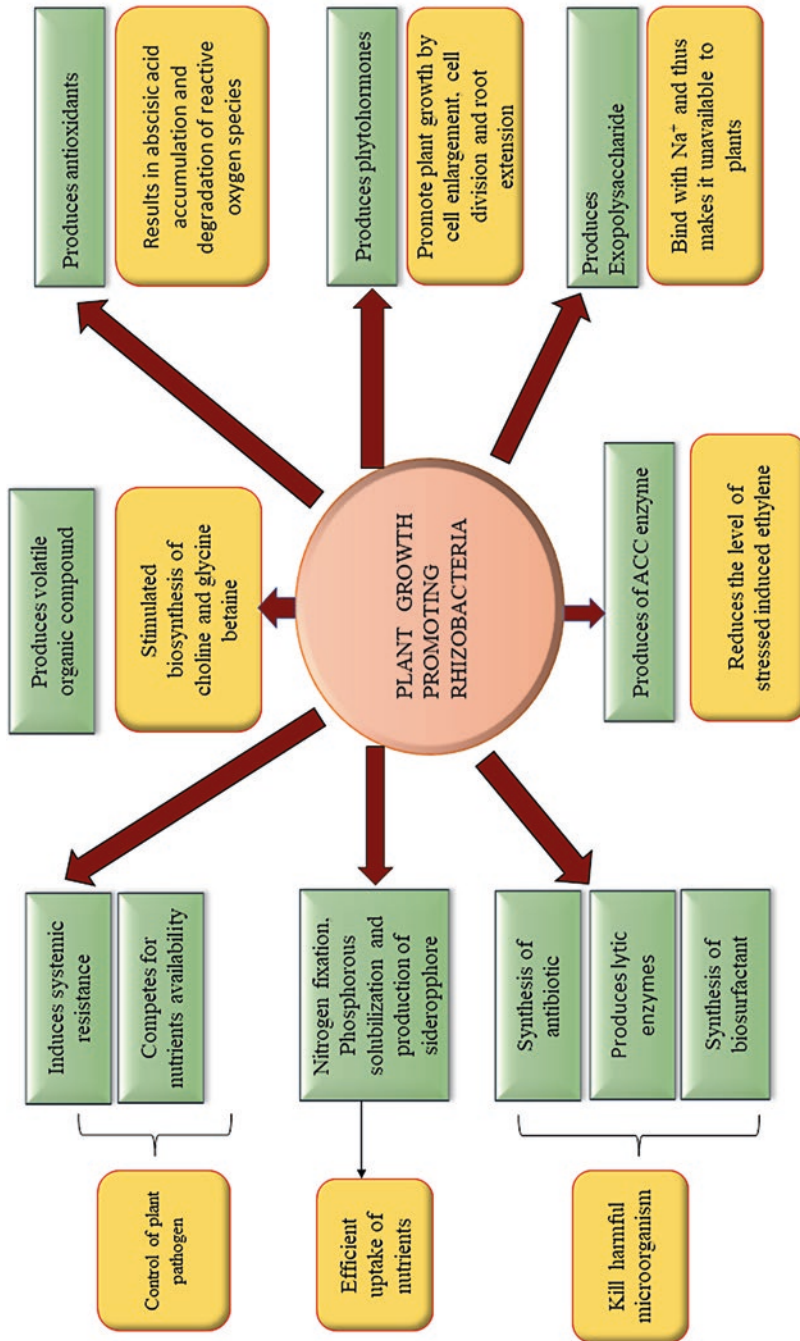 Control of plant
pathogen
Induces systemic
resistance
Competes for
nutrients availability
Produces volatile
organic compound
Stimulated
biosynthesis of
choline and glycine
betaine
Produces antioxidants
Results in abscisic acid
accumulation and
degradation of reactive
oxygen species
Efficient
uptake of
nutrients
Nitrogen fixation,
Phosphorous
solubilization and
production of
sideropphore
PLANT GROWTH
PROMOTING
RHIZOBACTERIA
Produces phytohormones
Promote plant growth by
cell enlargement, cell
division and root
extension
Kill harmful
microorganism
Synthesis of
antibiotic
Produces lytic
enzymes
Synthesis of
biosurfactant
Produces of ACC enzyme
Reduces the level of
stressed induced ethylene
Produces
Exopolysaccharide
Bind with Na⁺ and thus
makes it unavailable to
plants